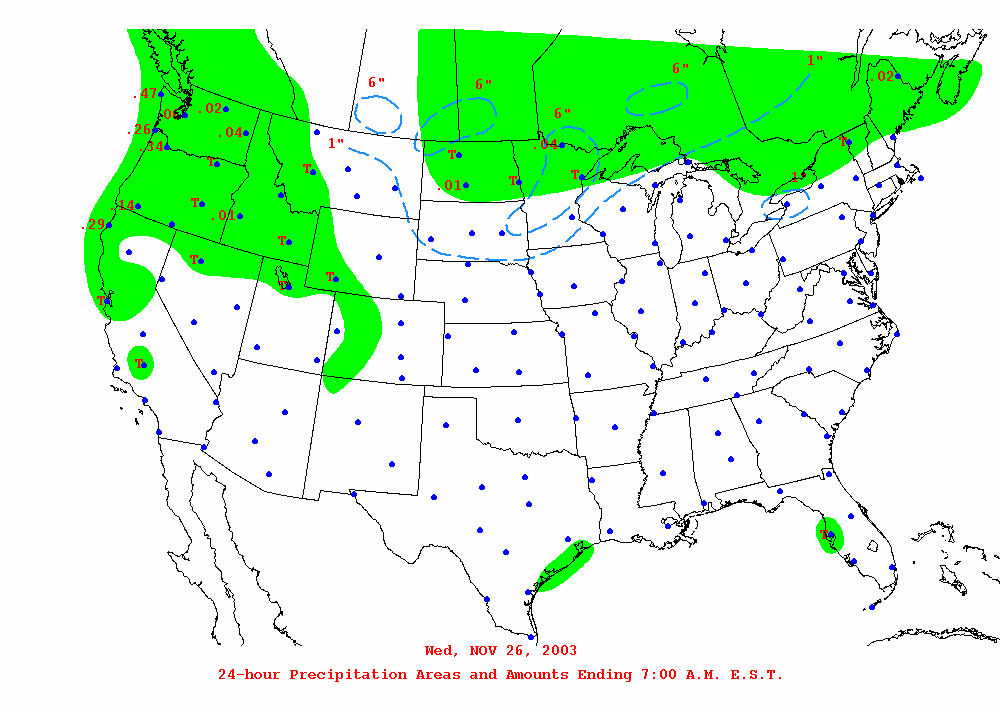 1"
6"
6"
6"
.02
.47
.02
.26
.04
6"
.34
.04
T
1"
T
T
T
.01
T
T
1"
.14
T
.01
.29
T
T
T
T
T
T
T
Wed, NOV 26, 2003
24-hour Precipitation Areas and Amounts Ending 7:00 A.M. E.S.T.